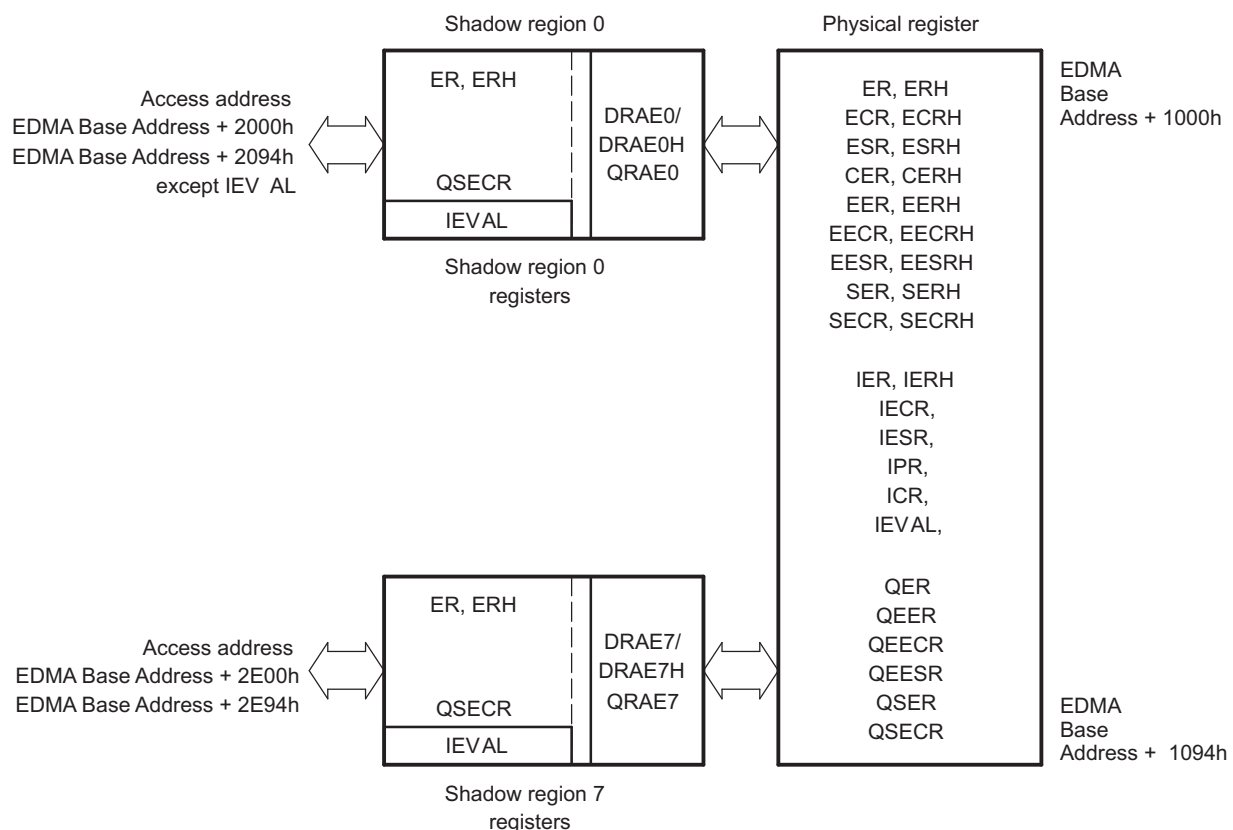 Shadow region 0
Physical register
Access address
EDMA Base Address + 2000h
EDMA Base Address + 2094h
except IEV AL
ER, ERH
QSECR
IEVAL
DRAE0/
DRAE0H
QRAE0
Shadow region 0
registers
ER, ERH
ECR, ECRH
ESR, ESRH
CER, CERH
EER, EERH
EECR, EECRH
EESR, EESRH
SER, SERH
SECR, SECRH
IER, IERH
IECR,
IESR,
IPR,
ICR,
IEVAL,
QER
QEER
QEECR
QEESR
QSER
QSECR
EDMA
Base
Address + 1000h
Access address
EDMA Base Address + 2E00h
EDMA Base Address + 2E94h
ER, ERH
QSECR
IEVAL
DRAE7/
DRAE7H
QRAE7
Shadow region 7
registers
EDMA
Base
Address + 1094h